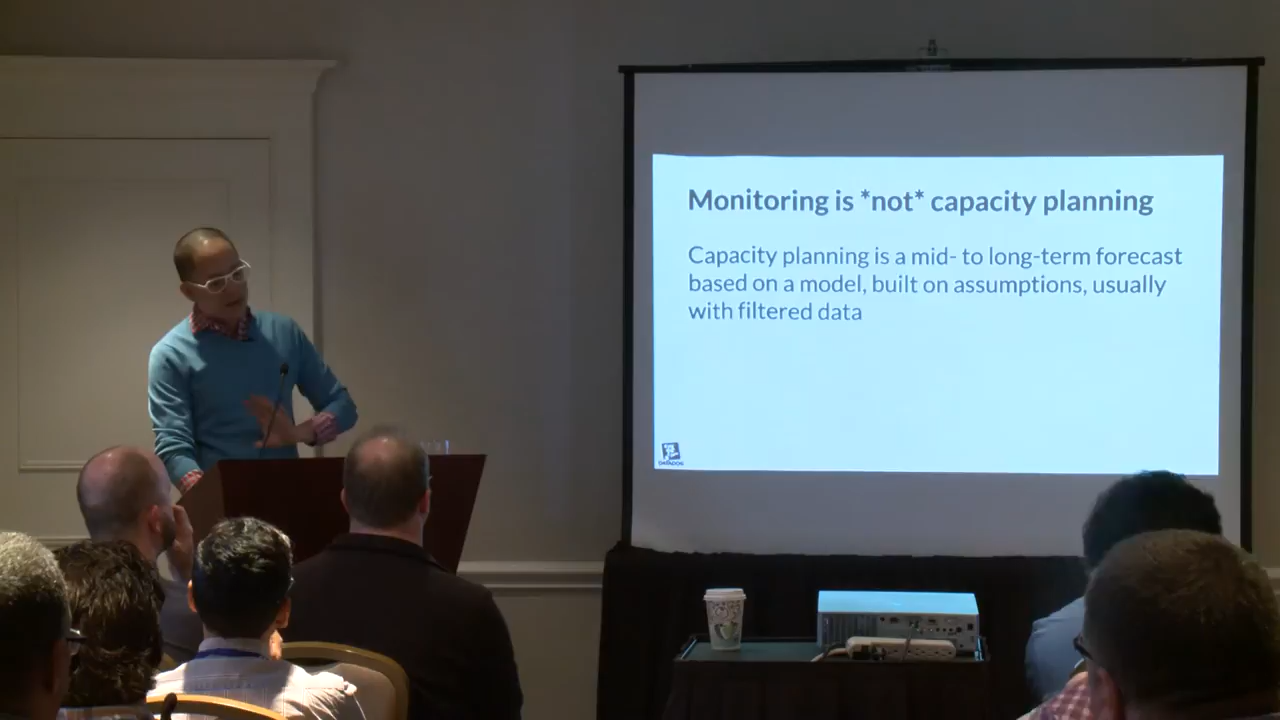 Monitoring is *not* capacity planning
Capacity planning is a mid- to long-term forecast
based on a model, built on assumptions, usually
with filtered data
DATADOG